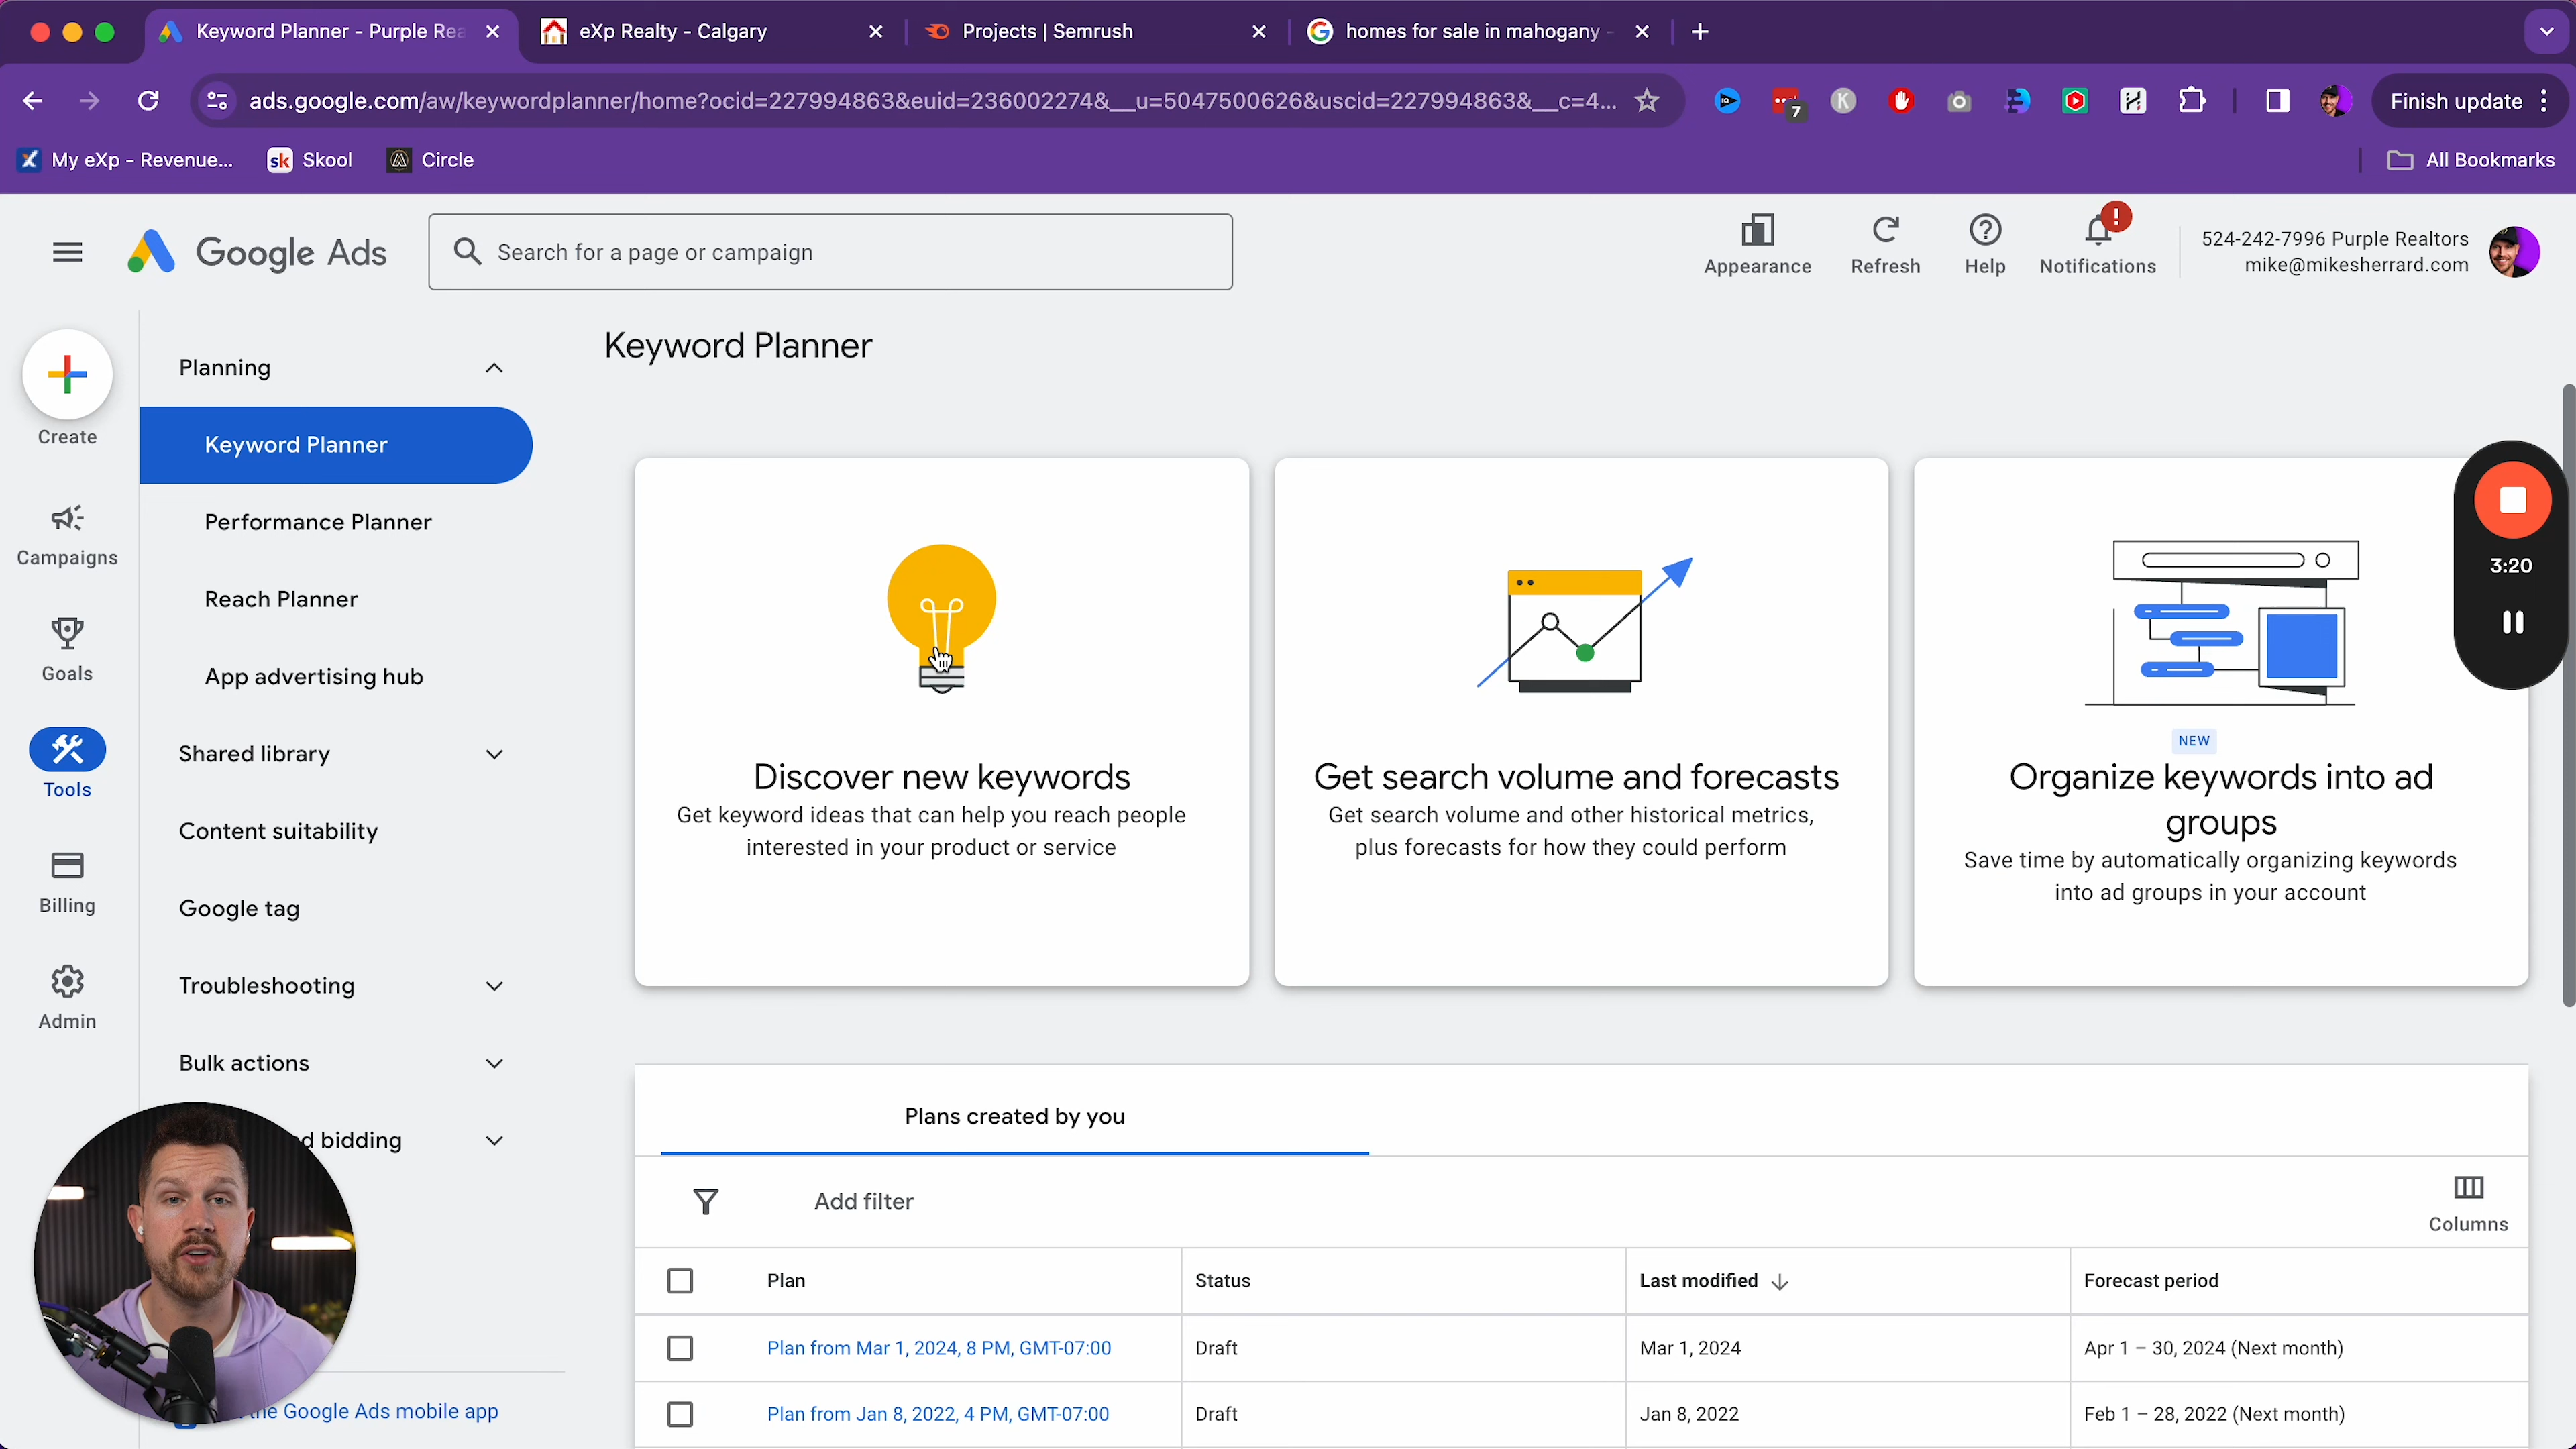 Keyword Planner - Purple Rea
eXp Realty - Calgary
Projects | Semrush
homes for sale in mahogany -
ads.google.com/aw/keywordplanner/home?ocid=227994863&euid=236002274&__u=5047500626&uscid=227994863&__c=4...
7
Finish update
My eXp - Revenue...
sk Skool
Circle
All Bookmarks
Google Ads
Search for a page or campaign
Appearance
Refresh
Help
Notifications
524-242-7996 Purple Realtors
mike@mikesherrard.com
Create
Campaigns
Goals
Tools
Billing
Admin
Planning
Keyword Planner
Performance Planner
Reach Planner
App advertising hub
Shared library
Content suitability
Google tag
Troubleshooting
Bulk actions
d bidding
the Google Ads mobile app
Keyword Planner
Discover new keywords
Get keyword ideas that can help you reach people
interested in your product or service
Get search volume and forecasts
Get search volume and other historical metrics,
plus forecasts for how they could perform
NEW
Organize keywords into ad
groups
Save time by automatically organizing keywords
into ad groups in your account
3:20
Plans created by you
Add filter
Columns
Plan Status Last modified Forecast period
Plan from Mar 1, 2024, 8 PM, GMT-07:00 Draft Mar 1, 2024 Apr 1 – 30, 2024 (Next month)
Plan from Jan 8, 2022, 4 PM, GMT-07:00 Draft Jan 8, 2022 Feb 1 – 28, 2022 (Next month)